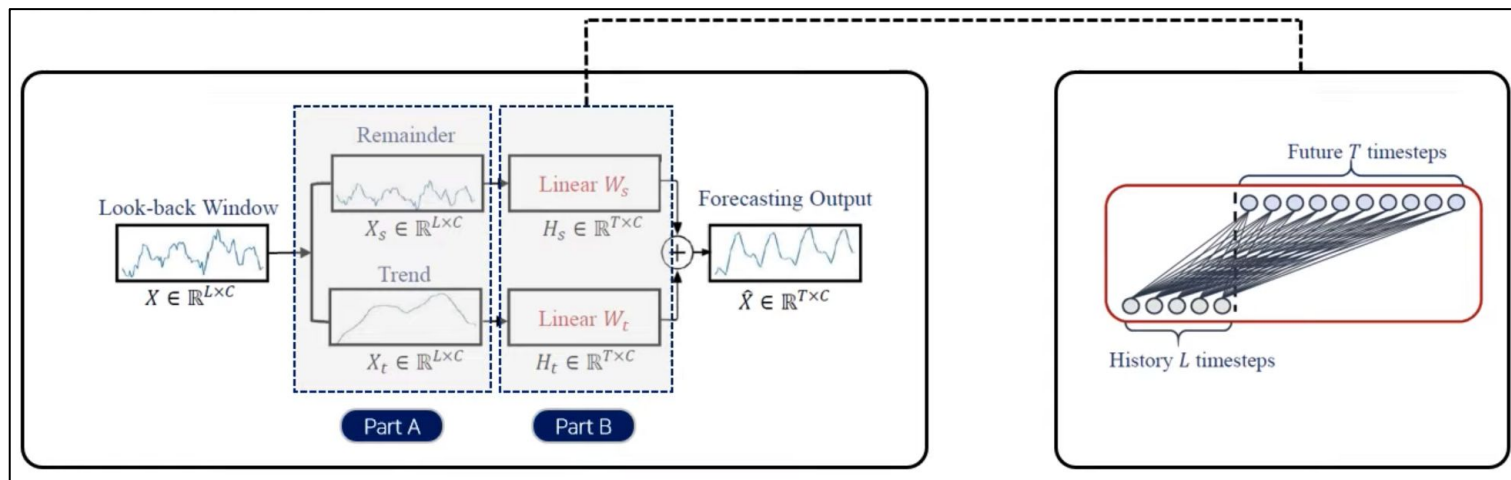 Remainder
Linear W_s
X_s ∈ ℝ^{L×C}
H_s ∈ ℝ^{T×C}
Look-back Window
X ∈ ℝ^{L×C}
Forecasting Output
+
X̂ ∈ ℝ^{T×C}
Trend
Linear W_t
X_t ∈ ℝ^{L×C}
H_t ∈ ℝ^{T×C}
Part A
Part B
Future T timesteps
History L timesteps